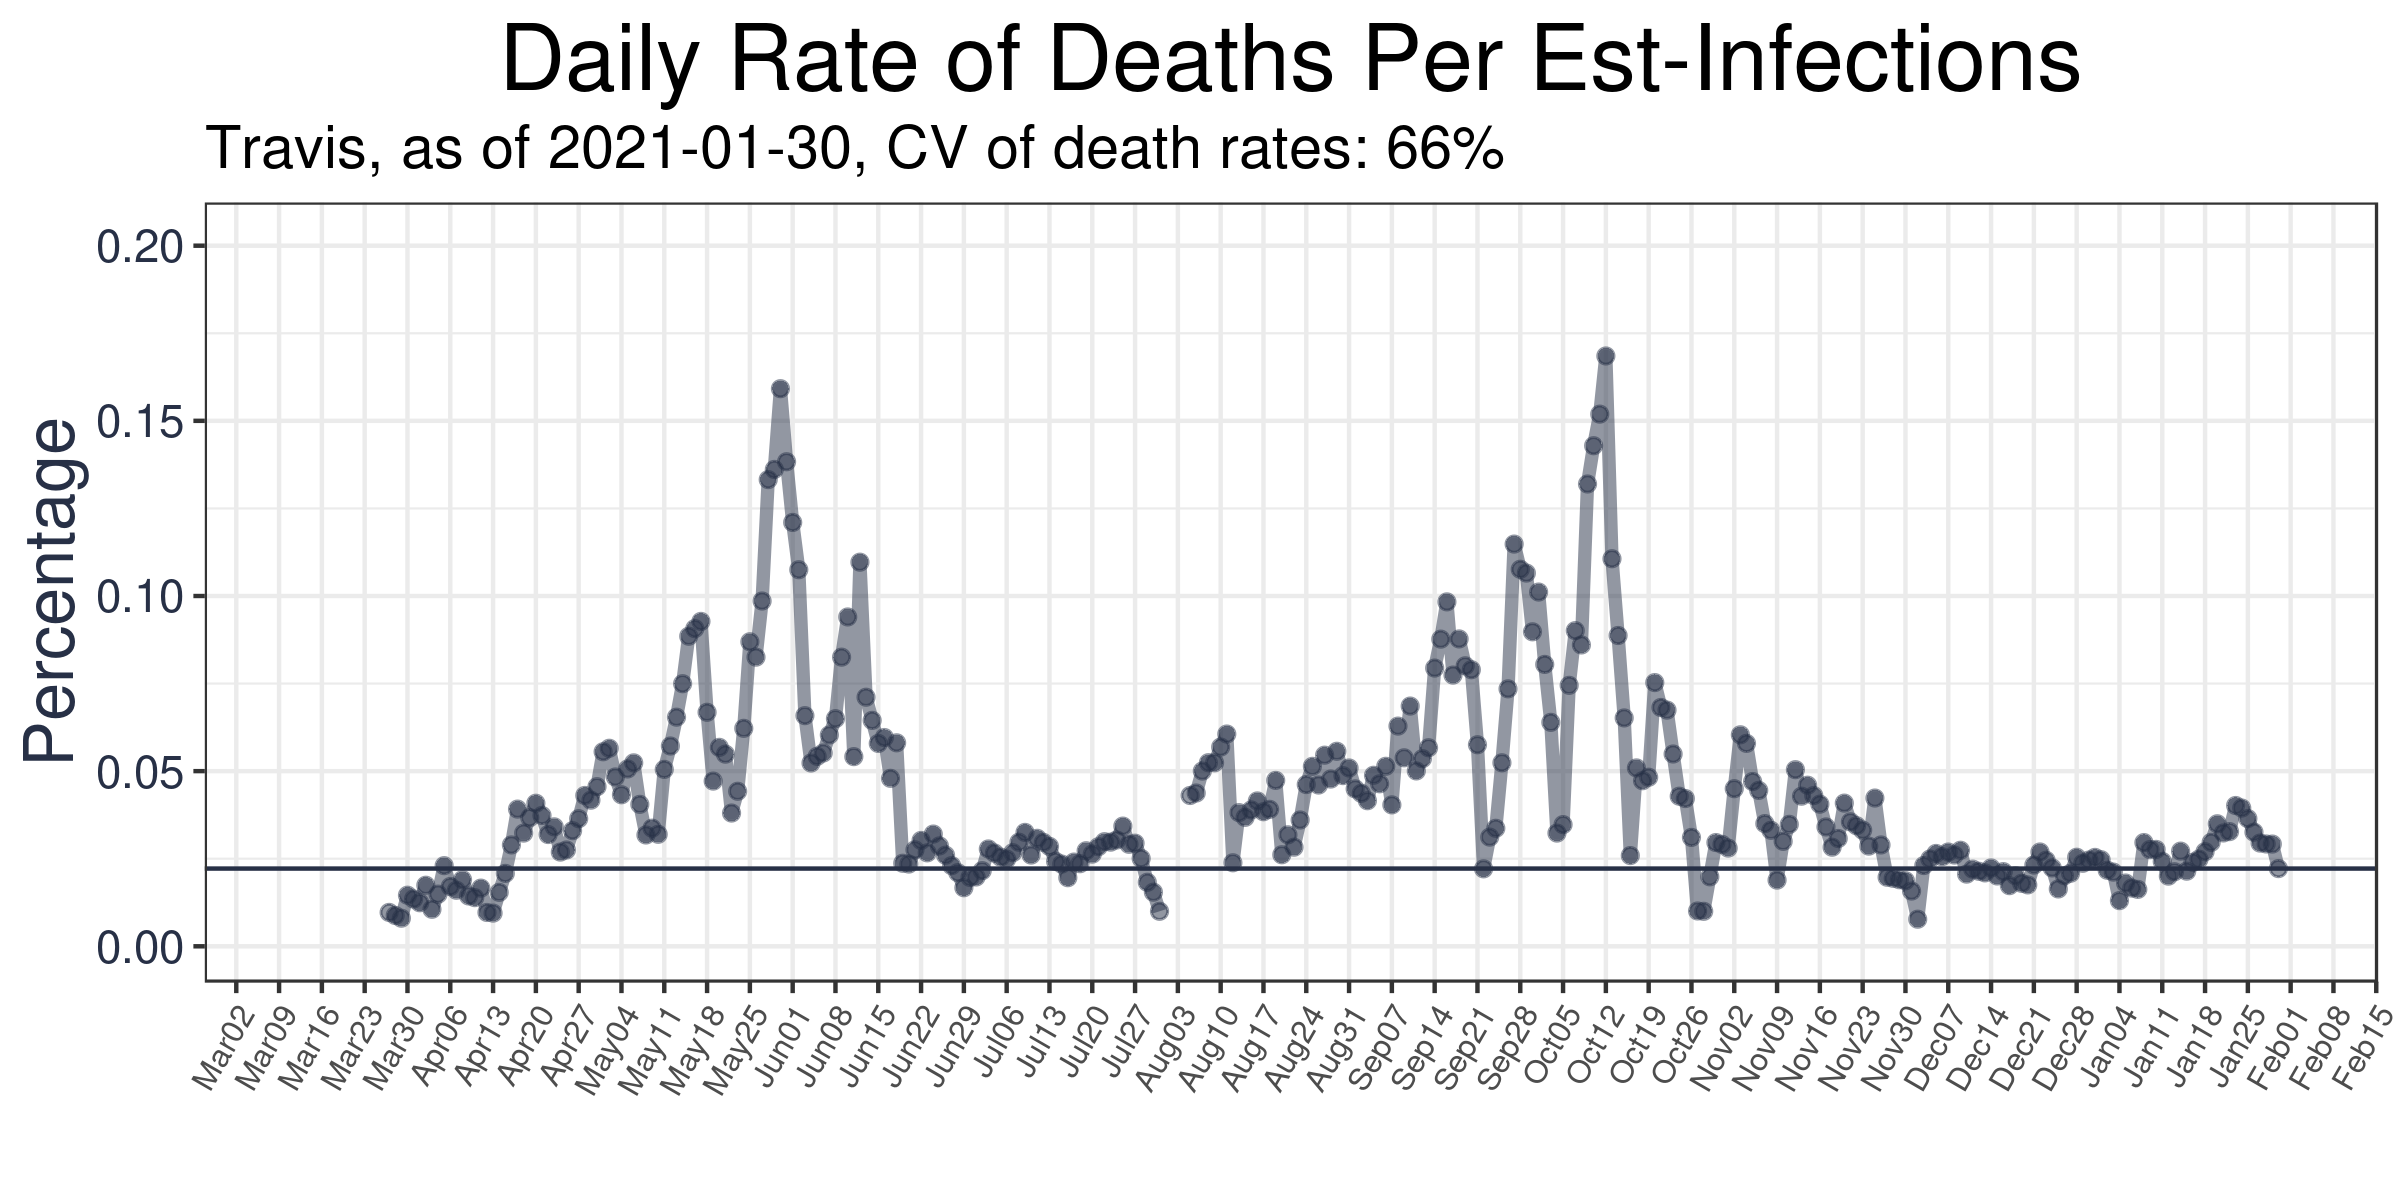 Daily Rate of Deaths Per Est-Infections
Travis, as of 2021-01-30, CV of death rates: 66%
Percentage
0.20
0.15
0.10
0.05
0.00
Mar02
Mar09
Mar16
Mar23
Mar30
Apr06
Apr13
Apr20
Apr27
May04
May11
May18
May25
Jun01
Jun08
Jun15
Jun22
Jun29
Jul06
Jul13
Jul20
Jul27
Aug03
Aug10
Aug17
Aug24
Aug31
Sep07
Sep14
Sep21
Sep28
Oct05
Oct12
Oct19
Oct26
Nov02
Nov09
Nov16
Nov23
Nov30
Dec07
Dec14
Dec21
Dec28
Jan04
Jan11
Jan18
Jan25
Feb01
Feb08
Feb15